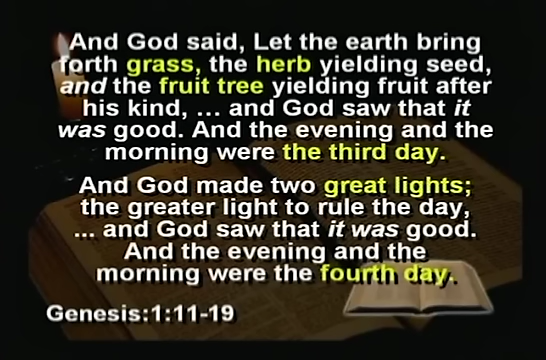 And God said, Let the earth bring
forth grass, the herb yielding seed,
and the fruit tree yielding fruit after
his kind, ... and God saw that it
was good. And the evening and the
morning were the third day.
And God made two great lights;
the greater light to rule the day,
... and God saw that it was good.
And the evening and the
morning were the fourth day.
Genesis:1:11-19